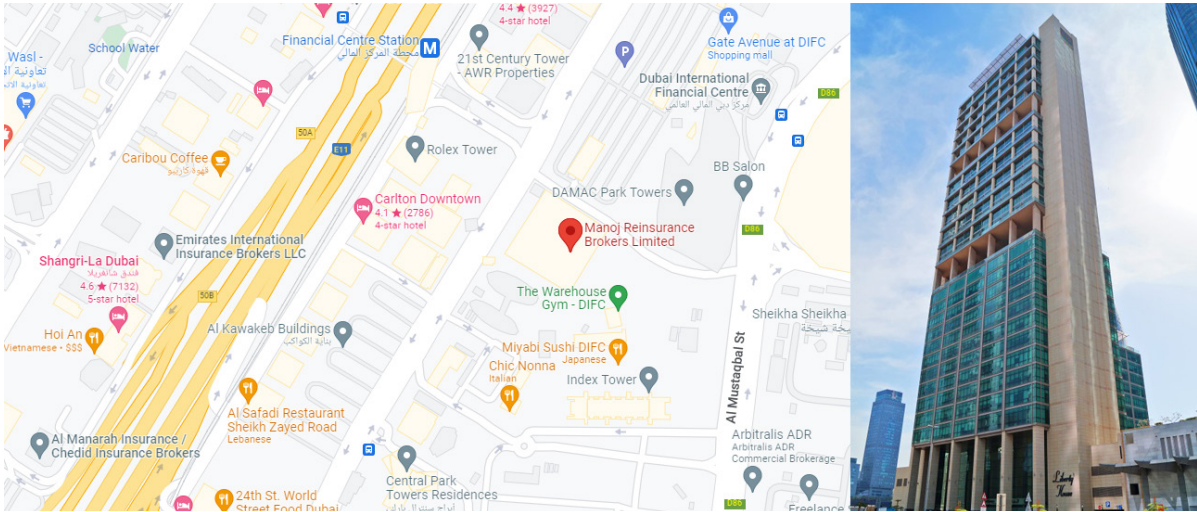 4.4 ★ (3927)
4-star hotel
School Water
Financial Centre Station
محطة المركز المالي
M
21st Century Tower
- AWR Properties
P
Gate Avenue at DIFC
Shopping mall
Wasl -
تعاونية
Dubai International
Financial Centre
مركز دبي المالي العالمي
D86
50A
E11
Caribou Coffee
قهوة كاريبو
Rolex Tower
BB Salon
DAMAC Park Towers
Carlton Downtown
4.1 ★ (2786)
4-star hotel
Manoj Reinsurance
Brokers Limited
D86
Emirates International
Insurance Brokers LLC
Shangri-La Dubai
فندق شانغريلا
4.6 ★ (7132)
5-star hotel
50B
The Warehouse
Gym - DIFC
Sheikha Sheikha
Al Kawakeb Buildings
بناية الكواكب
Hoi An
Vietnamese • $$$
Miyabi Sushi DIFC
Japanese
Chic Nonna
Italian
Index Tower
Al Mustaqbal St
Al Safadi Restaurant
Sheikh Zayed Road
Lebanese
Al Manarah Insurance /
Chedid Insurance Brokers
Arbitralis ADR
Arbitralis ADR
Commercial Brokerage
Central Park
Towers Residences
24th St. World
Street Food Dubai
D86
Freelance
Liberty
House